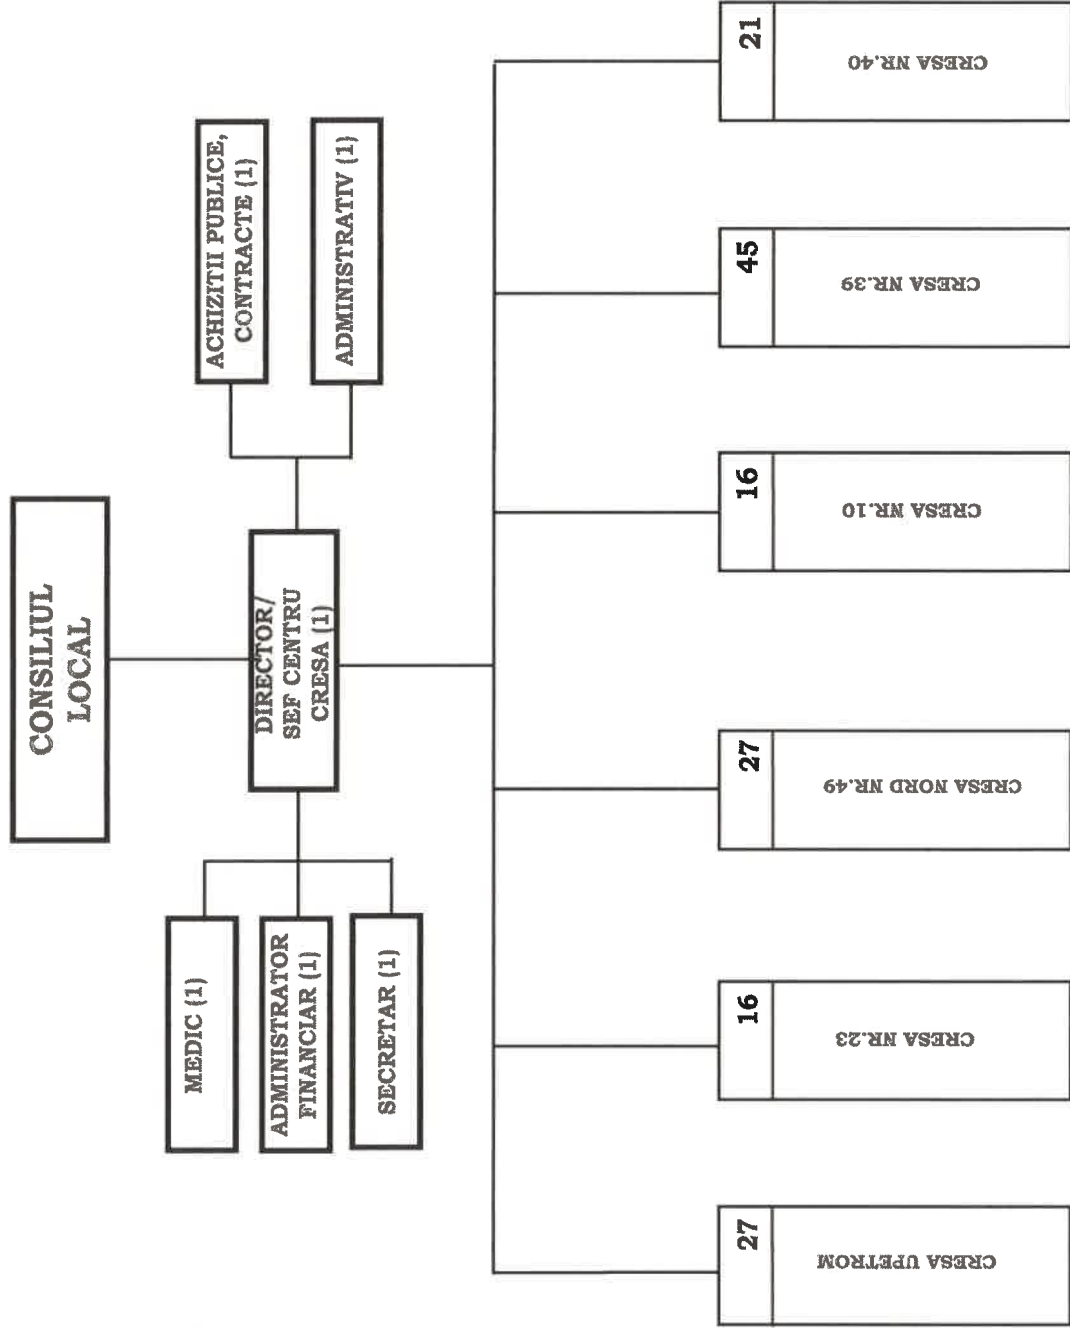 CONSILIUL
LOCAL
DIRECTOR/
SEF CENTRU
CRESA (1)
MEDIC (1)
ADMINISTRATOR
FINANCIAR (1)
SECRETAR (1)
ACHIZITII PUBLICE,
CONTRACTE (1)
ADMINISTRATIV (1)
27
CRESA UPETROM
16
CRESA NR.23
27
CRESA NORD NR.49
16
CRESA NR.10
45
CRESA NR.39
21
CRESA NR.40